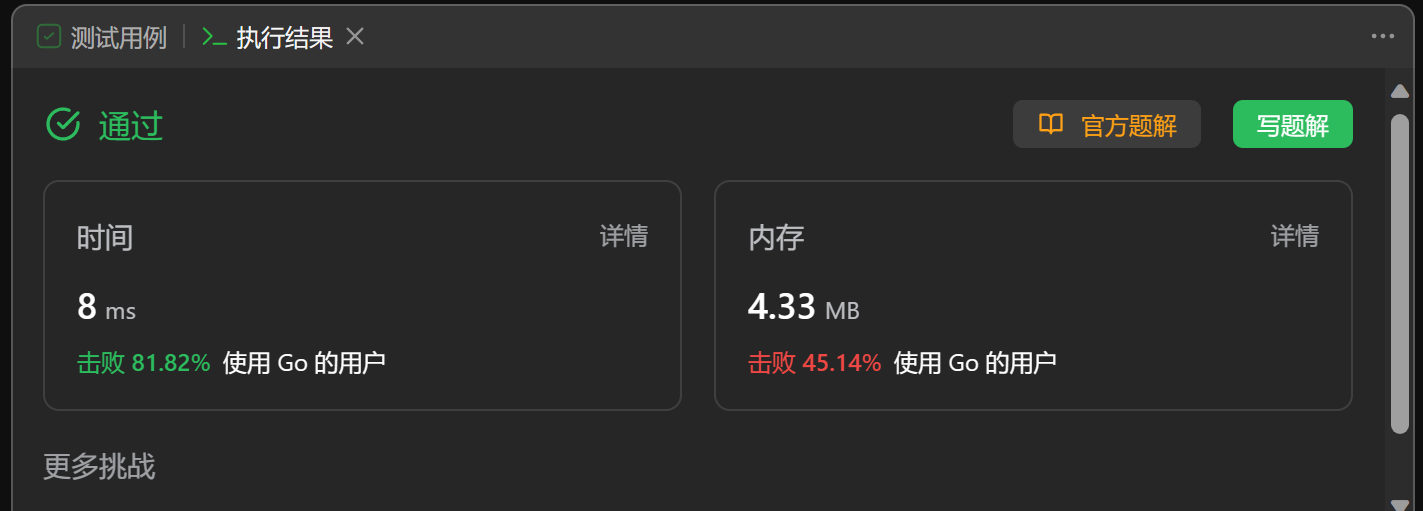 测试用例 执行结果
通过 官方题解 写题解
时间 详情 内存 详情
8 ms 4.33 MB
击败 81.82% 使用 Go 的用户 击败 45.14% 使用 Go 的用户
更多挑战